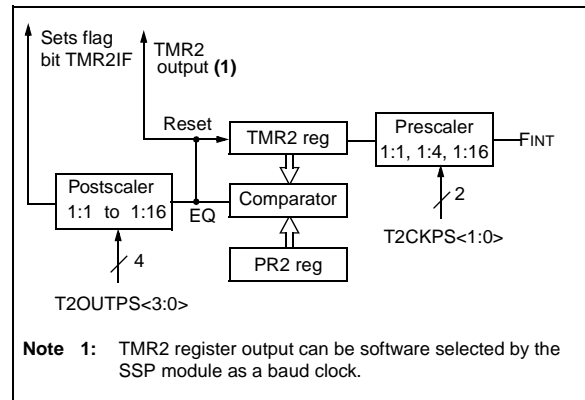 Sets flag
bit TMR2IF
TMR2
output (1)
Reset
TMR2 reg
Prescaler
1:1, 1:4, 1:16
FINT
Postscaler
1:1 to 1:16
EQ
Comparator
2
T2CKPS<1:0>
4
PR2 reg
T2OUTPS<3:0>
Note 1: TMR2 register output can be software selected by the
SSP module as a baud clock.